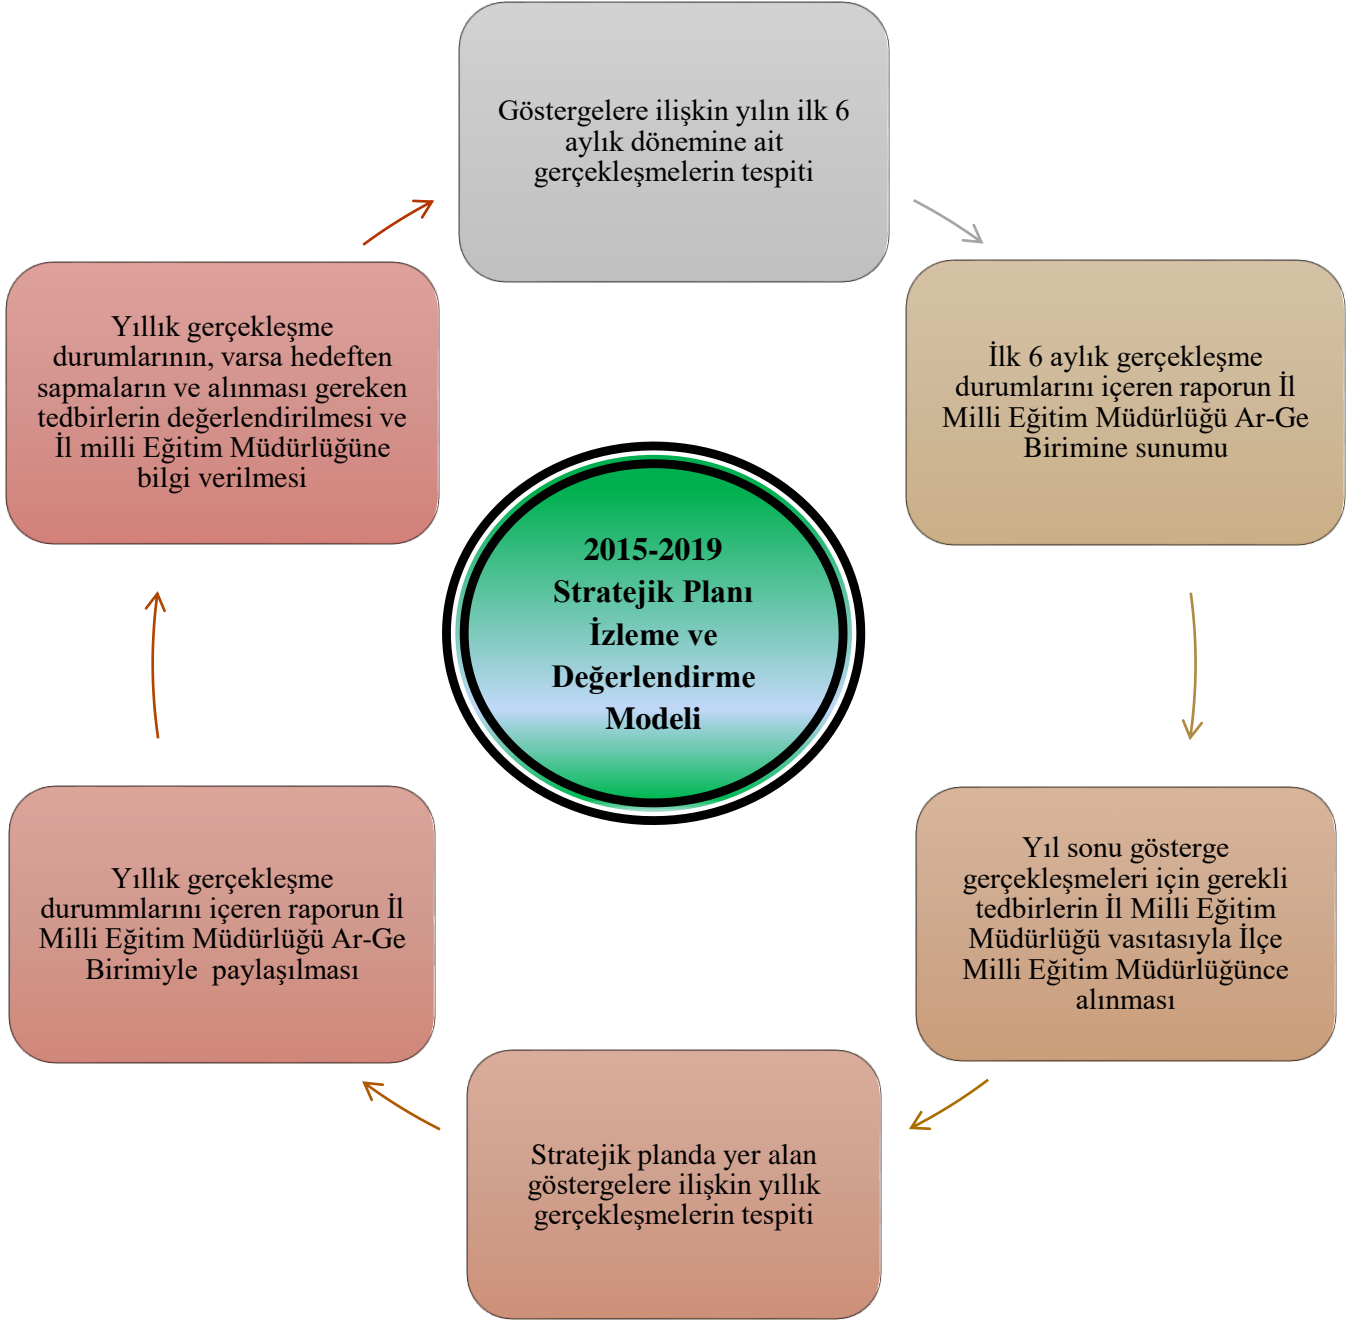 Göstergelere ilişkin yılın ilk 6
aylık dönemine ait
gerçekleşmelerin tespiti
İlk 6 aylık gerçekleşme
durumlarını içeren raporun İl
Milli Eğitim Müdürlüğü Ar-Ge
Birimine sunumu
Yıl sonu gösterge
gerçekleşmeleri için gerekli
tedbirlerin İl Milli Eğitim
Müdürlüğü vasıtasıyla İlçe
Milli Eğitim Müdürlüğünce
alınması
Stratejik planda yer alan
göstergelere ilişkin yıllık
gerçekleşmelerin tespiti
Yıllık gerçekleşme
durummlarını içeren raporun İl
Milli Eğitim Müdürlüğü Ar-Ge
Birimiyle  paylaşılması
Yıllık gerçekleşme
durumlarının, varsa hedeften
sapmaların ve alınması gereken
tedbirlerin değerlendirilmesi ve
İl milli Eğitim Müdürlüğüne
bilgi verilmesi
2015-2019
Stratejik Planı
İzleme ve
Değerlendirme
Modeli